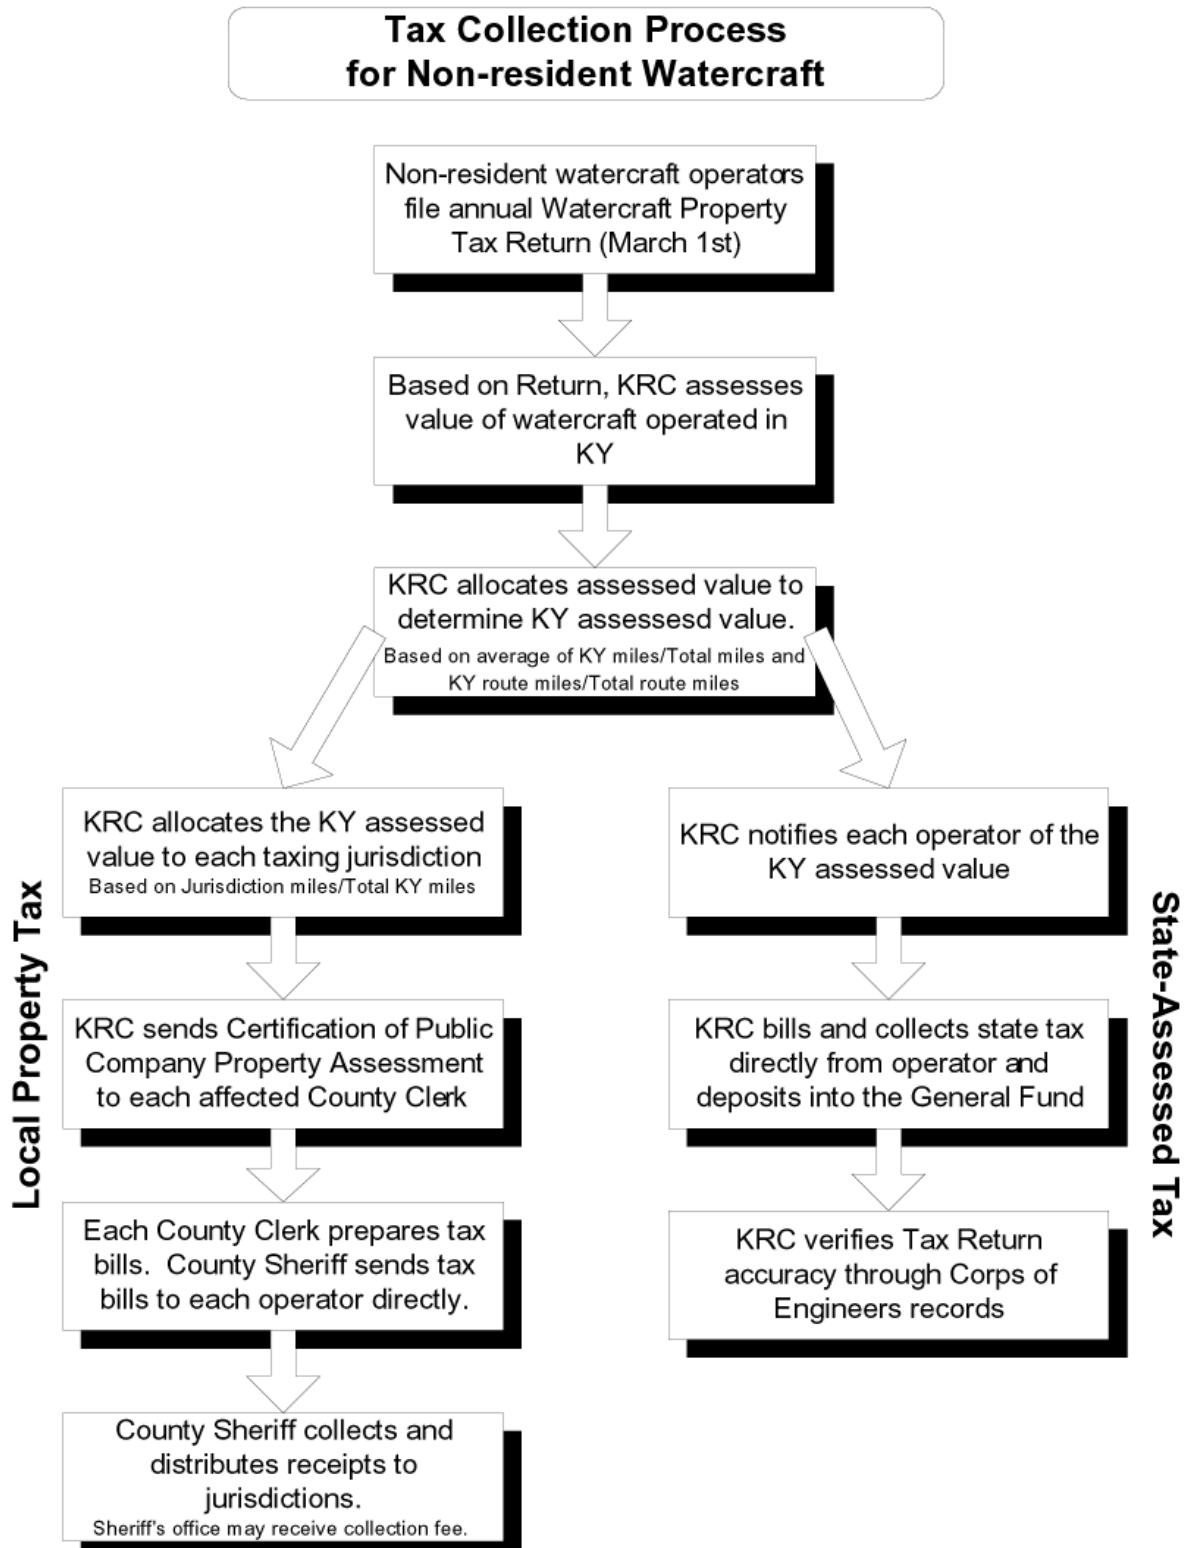 Tax Collection Process
for Non-resident Watercraft
Non-resident watercraft operators
file annual Watercraft Property
Tax Return (March 1st)
Based on Return, KRC assesses
value of watercraft operated in
KY
KRC allocates assessed value to
determine KY assessesd value.
Based on average of KY miles/Total miles and
KY route miles/Total route miles
Local Property Tax
KRC allocates the KY assessed
value to each taxing jurisdiction
Based on Jurisdiction miles/Total KY miles
KRC sends Certification of Public
Company Property Assessment
to each affected County Clerk
Each County Clerk prepares tax
bills. County Sheriff sends tax
bills to each operator directly.
County Sheriff collects and
distributes receipts to
jurisdictions.
Sheriff's office may receive collection fee.
State-Assessed Tax
KRC notifies each operator of the
KY assessed value
KRC bills and collects state tax
directly from operator and
deposits into the General Fund
KRC verifies Tax Return
accuracy through Corps of
Engineers records